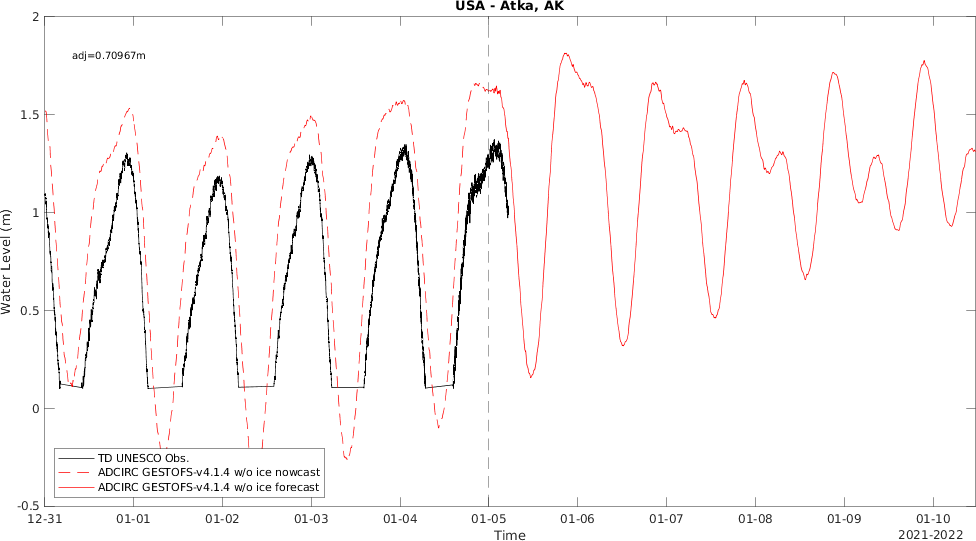 USA - Atka, AK
adj=0.70967m
Water Level (m)
2
1.5
1
0.5
0
-0.5
TD UNESCO Obs.
ADCIRC GESTOFS-v4.1.4 w/o ice nowcast
ADCIRC GESTOFS-v4.1.4 w/o ice forecast
12-31 01-01 01-02 01-03 01-04 01-05 01-06 01-07 01-08 01-09 01-10
Time
2021-2022